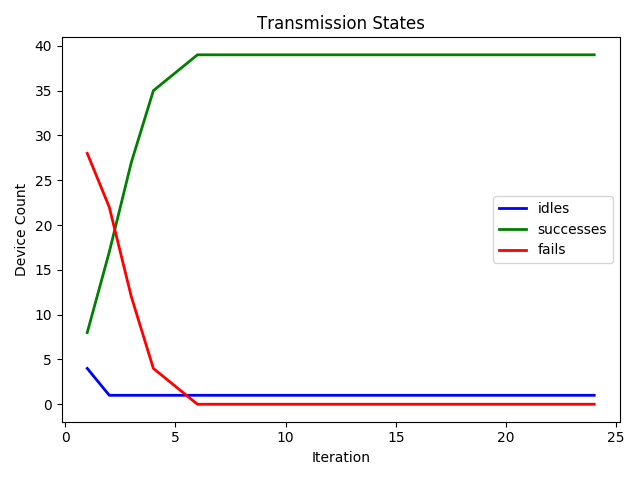 Transmission States
Device Count
40
35
30
25
20
15
10
5
0
idles
successes
fails
0 5 10 15 20 25
Iteration